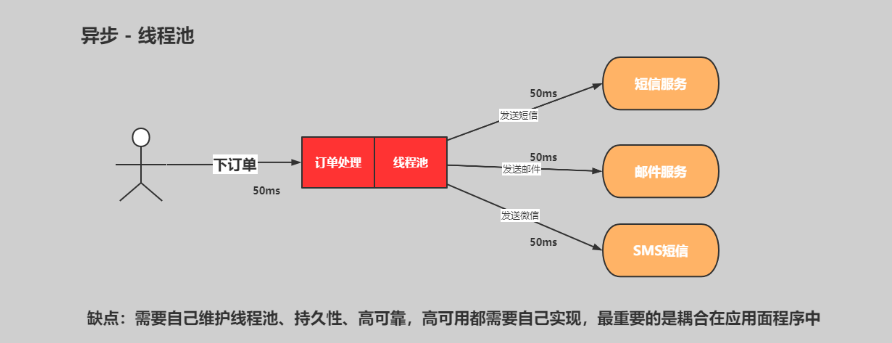 异步 - 线程池
50ms
短信服务
发送短信
下订单
50ms
订单处理
线程池
50ms
发送邮件
邮件服务
发送微信
50ms
SMS短信
缺点：需要自己维护线程池、持久性、高可靠，高可用都需要自己实现，最重要的是耦合在应用面程序中